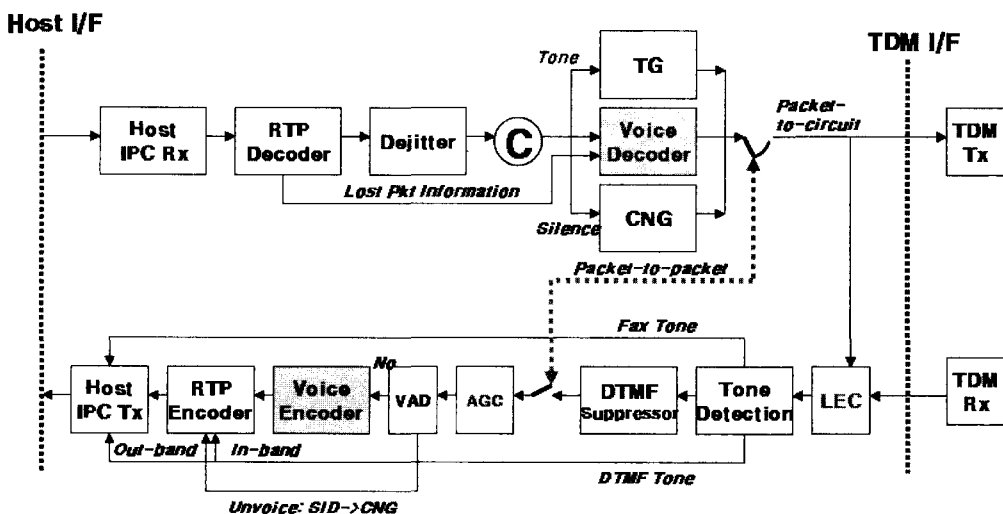 Host I/F
TDM I/F
Tone
TG
Packet-
to-circuit
Host
IPC Rx
RTP
Decoder
Dejitter
C
Voice
Decoder
TDM
Tx
Lost Pkt Information
Silence
CNG
Packet-to-packet
Fax Tone
No
Host
IPC Tx
RTP
Encoder
Voice
Encoder
VAD
AGC
DTMF
Suppressor
Tone
Detection
LEC
TDM
Rx
Out-band
In-band
DTMF Tone
Unvoice: SID->CNG